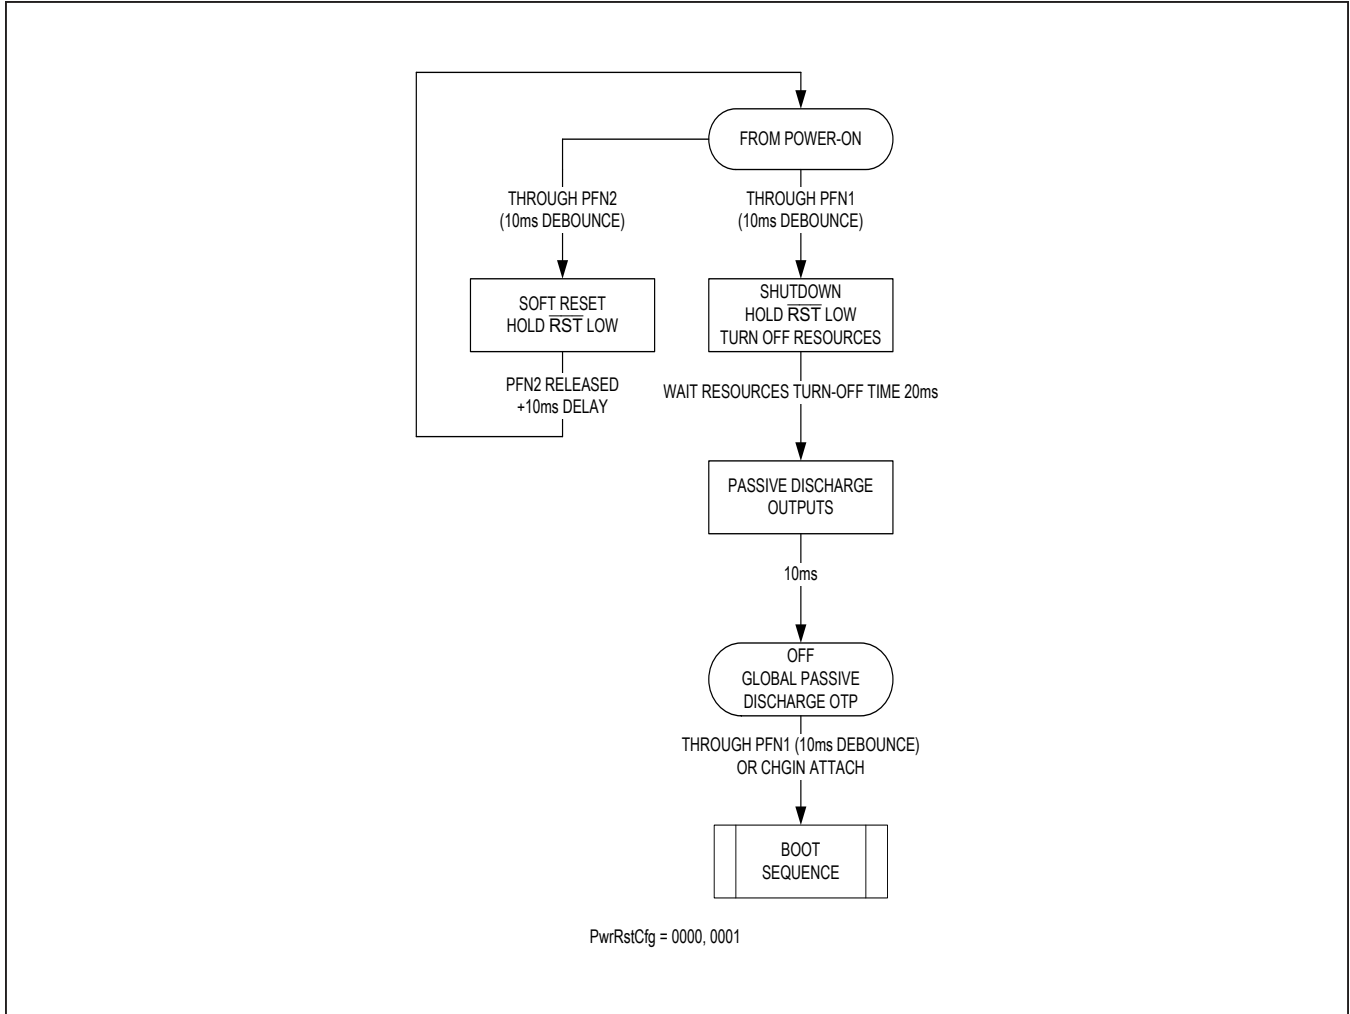 FROM POWER-ON
THROUGH PFN2
(10ms DEBOUNCE)
THROUGH PFN1
(10ms DEBOUNCE)
SOFT RESET
HOLD R̅S̅T̅ LOW
SHUTDOWN
HOLD R̅S̅T̅ LOW
TURN OFF RESOURCES
PFN2 RELEASED
+10ms DELAY
WAIT RESOURCES TURN-OFF TIME 20ms
PASSIVE DISCHARGE
OUTPUTS
10ms
OFF
GLOBAL PASSIVE
DISCHARGE OTP
THROUGH PFN1 (10ms DEBOUNCE)
OR CHGIN ATTACH
BOOT
SEQUENCE
PwrRstCfg = 0000, 0001